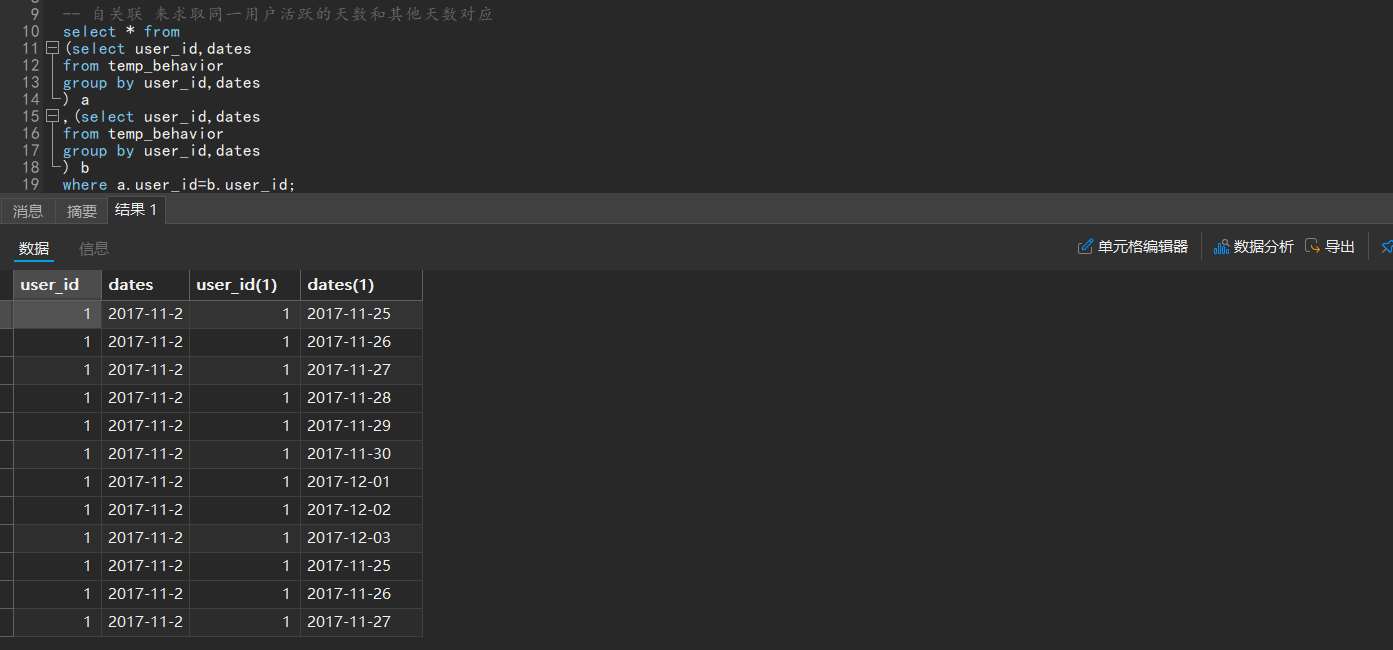 9 -- 自关联 来求取同一用户活跃的天数和其他天数对应
10 select * from
11 (select user_id,dates
12 from temp_behavior
13 group by user_id,dates
14 ) a
15 ,(select user_id,dates
16 from temp_behavior
17 group by user_id,dates
18 ) b
19 where a.user_id=b.user_id;
消息 摘要 结果 1
数据 信息 单元格编辑器 数据分析 导出
user_id dates user_id(1) dates(1)
1 2017-11-2 1 2017-11-25
1 2017-11-2 1 2017-11-26
1 2017-11-2 1 2017-11-27
1 2017-11-2 1 2017-11-28
1 2017-11-2 1 2017-11-29
1 2017-11-2 1 2017-11-30
1 2017-11-2 1 2017-12-01
1 2017-11-2 1 2017-12-02
1 2017-11-2 1 2017-12-03
1 2017-11-2 1 2017-11-25
1 2017-11-2 1 2017-11-26
1 2017-11-2 1 2017-11-27